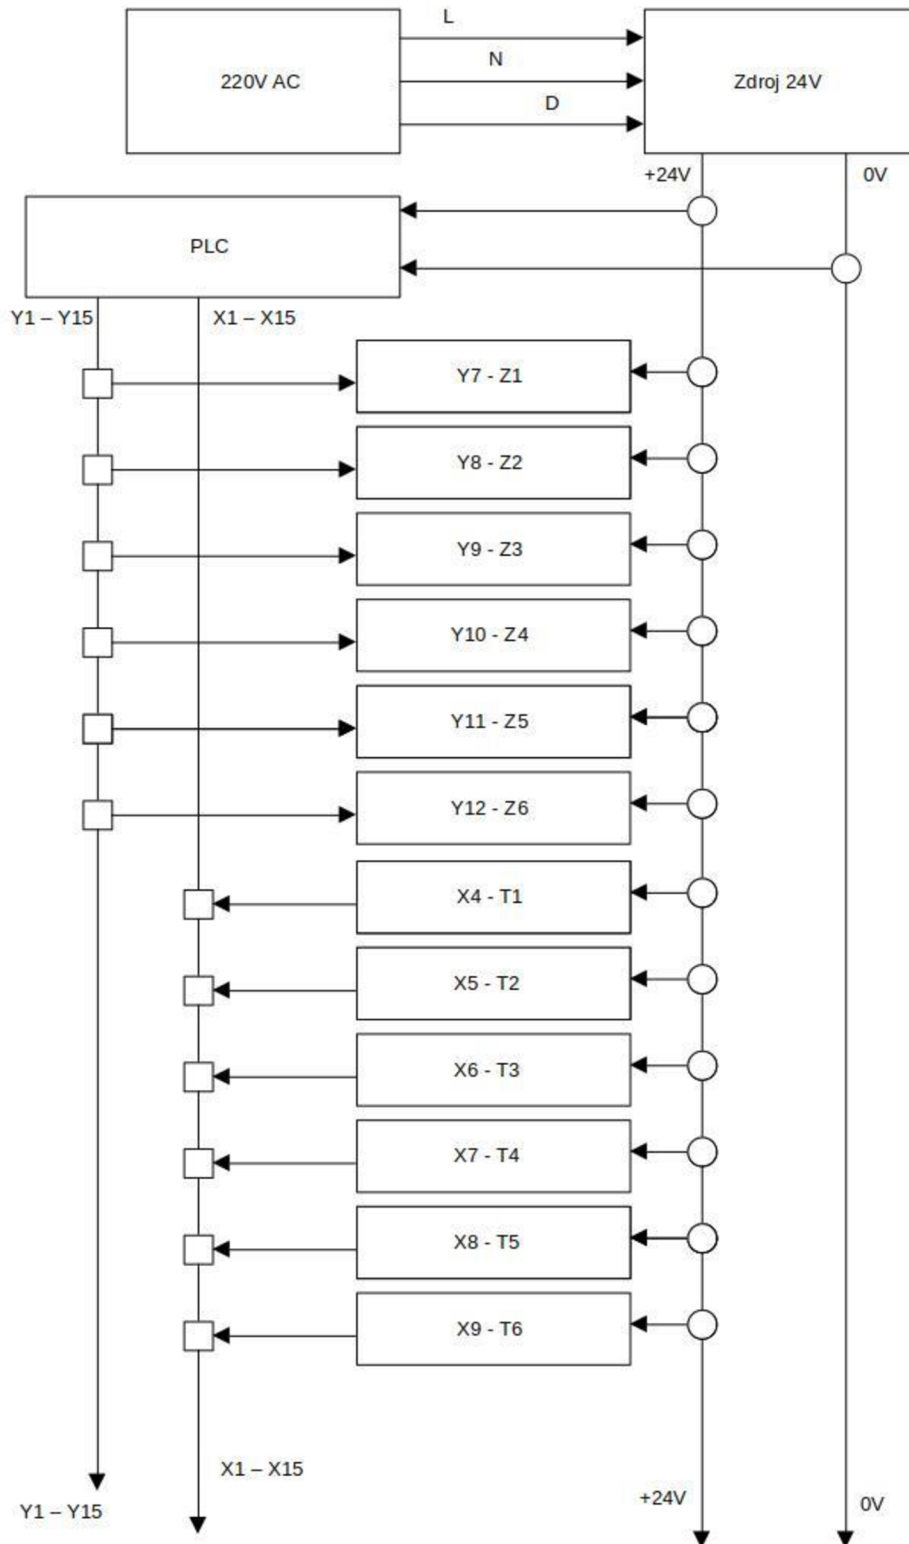 L
N
D
220V AC
Zdroj 24V
+24V
0V
PLC
Y1 – Y15
X1 – X15
Y7 - Z1
Y8 - Z2
Y9 - Z3
Y10 - Z4
Y11 - Z5
Y12 - Z6
X4 - T1
X5 - T2
X6 - T3
X7 - T4
X8 - T5
X9 - T6
X1 – X15
Y1 – Y15
+24V
0V